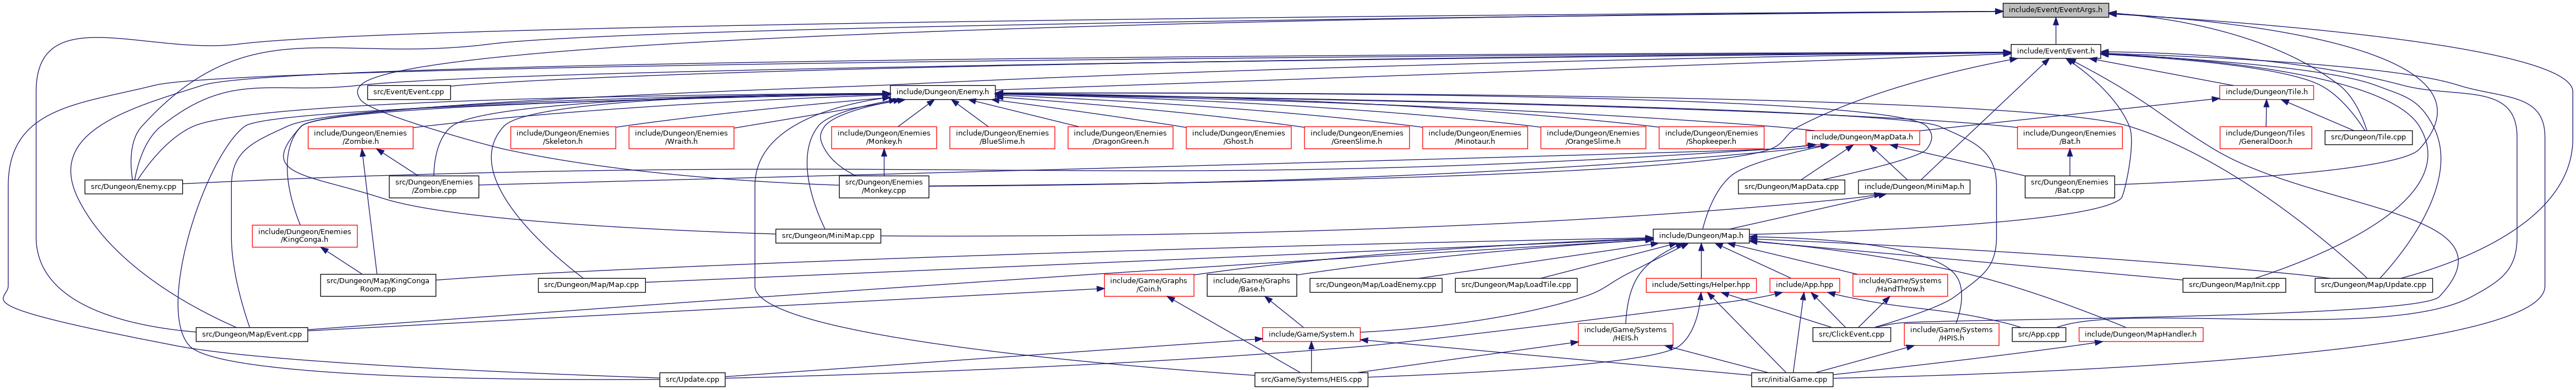 include/Event/EventArgs.h
include/Event/Event.h
src/Event/Event.cpp
include/Dungeon/Enemy.h
include/Dungeon/Tile.h
include/Dungeon/Enemies
/Zombie.h
include/Dungeon/Enemies
/Skeleton.h
include/Dungeon/Enemies
/Wraith.h
include/Dungeon/Enemies
/Monkey.h
include/Dungeon/Enemies
/BlueSlime.h
include/Dungeon/Enemies
/DragonGreen.h
include/Dungeon/Enemies
/Ghost.h
include/Dungeon/Enemies
/GreenSlime.h
include/Dungeon/Enemies
/Minotaur.h
include/Dungeon/Enemies
/OrangeSlime.h
include/Dungeon/Enemies
/Shopkeeper.h
include/Dungeon/MapData.h
include/Dungeon/Enemies
/Bat.h
include/Dungeon/Tiles
/GeneralDoor.h
src/Dungeon/Tile.cpp
src/Dungeon/Enemy.cpp
src/Dungeon/Enemies
/Zombie.cpp
src/Dungeon/Enemies
/Monkey.cpp
src/Dungeon/MapData.cpp
include/Dungeon/MiniMap.h
src/Dungeon/Enemies
/Bat.cpp
include/Dungeon/Enemies
/KingConga.h
src/Dungeon/MiniMap.cpp
include/Dungeon/Map.h
src/Dungeon/Map/KingConga
Room.cpp
src/Dungeon/Map/Map.cpp
include/Game/Graphs
/Coin.h
include/Game/Graphs
/Base.h
src/Dungeon/Map/LoadEnemy.cpp
src/Dungeon/Map/LoadTile.cpp
include/Settings/Helper.hpp
include/App.hpp
include/Game/Systems
/HandThrow.h
src/Dungeon/Map/Init.cpp
src/Dungeon/Map/Update.cpp
src/Dungeon/Map/Event.cpp
include/Game/System.h
include/Game/Systems
/HEIS.h
src/ClickEvent.cpp
include/Game/Systems
/HPIS.h
src/App.cpp
include/Dungeon/MapHandler.h
src/Update.cpp
src/Game/Systems/HEIS.cpp
src/initialGame.cpp